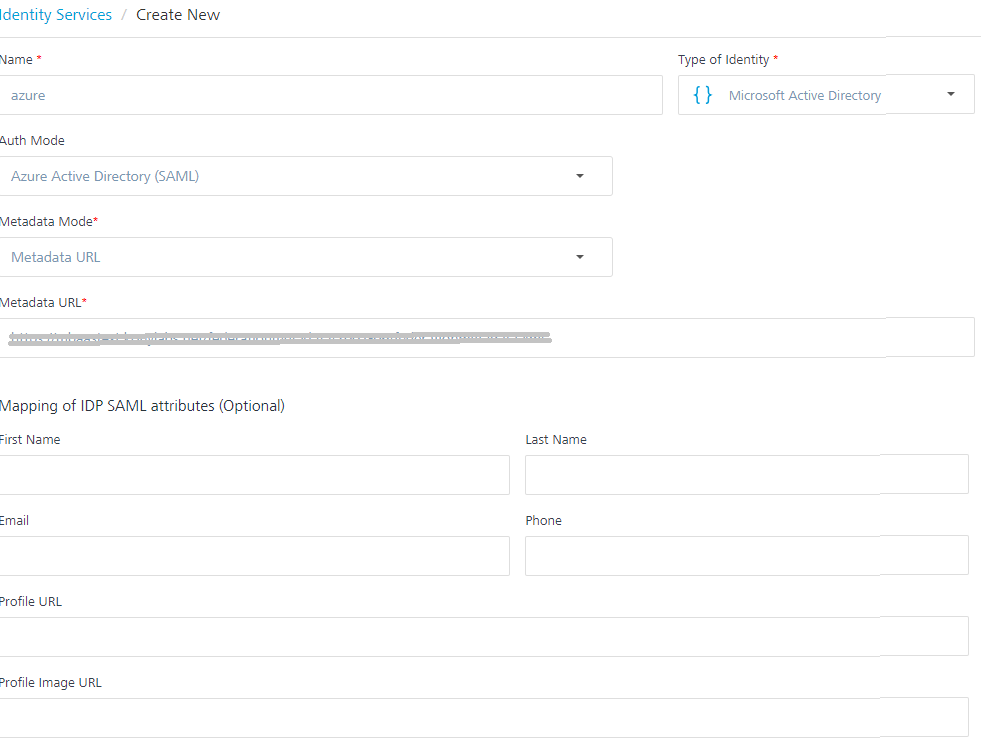 Identity Services / Create New
Name * Type of Identity *
azure {} Microsoft Active Directory
Auth Mode
Azure Active Directory (SAML)
Metadata Mode*
Metadata URL
Metadata URL*
Mapping of IDP SAML attributes (Optional)
First Name Last Name
Email Phone
Profile URL
Profile Image URL